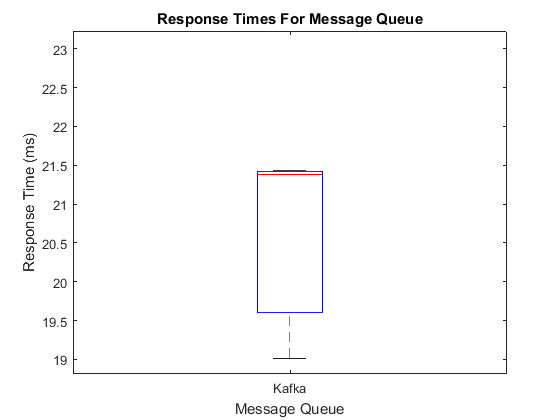 Response Times For Message Queue
23
22.5
22
21.5
21
20.5
20
19.5
19
Response Time (ms)
Kafka
Message Queue